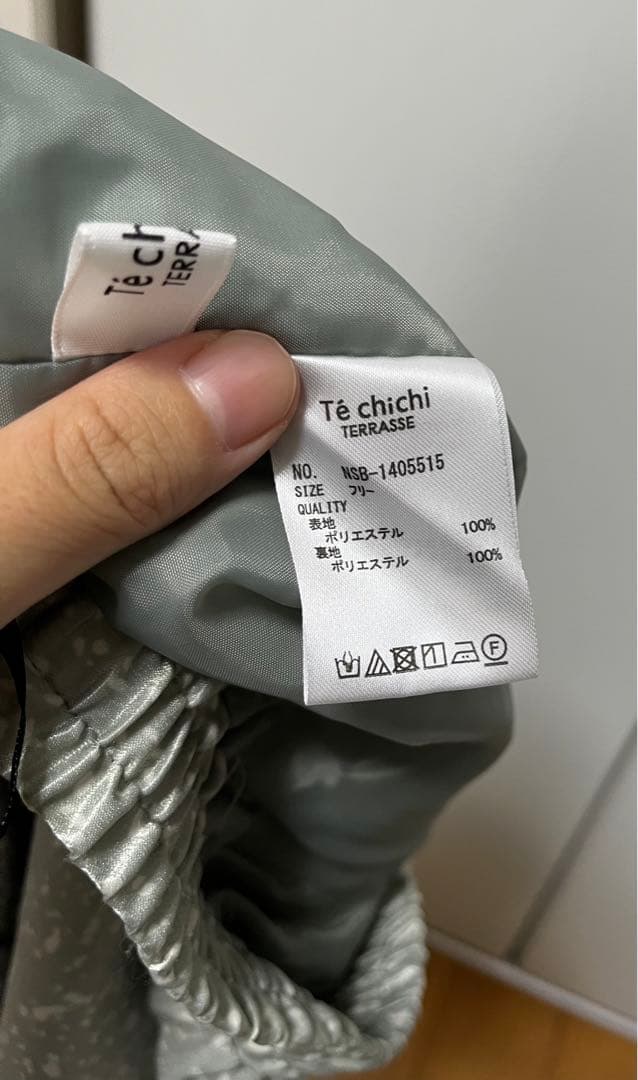 Té ch
TERRA
Té chichi
TERRASSE
NO. NSB-1405515
SIZE フリー
QUALITY
表地
ポリエステル 100%
裏地
ポリエステル 100%
F